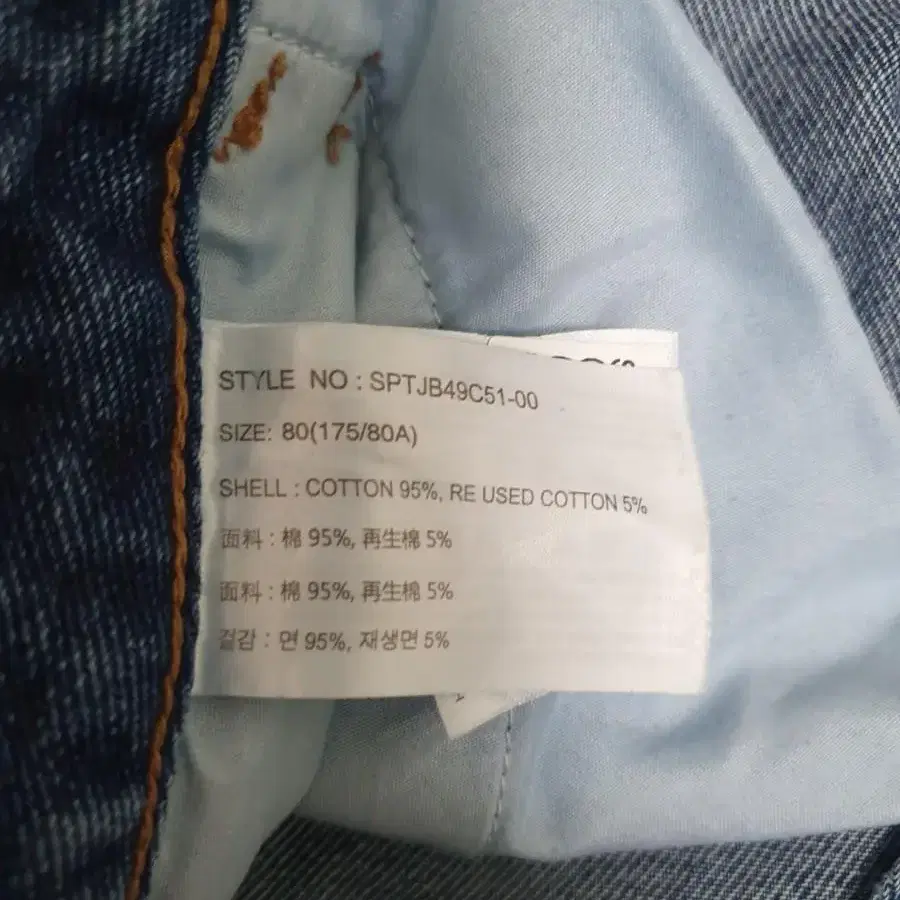 STYLE NO : SPTJB49C51-00
SIZE: 80(175/80A)
SHELL : COTTON 95%, RE USED COTTON 5%
面料 : 棉 95%, 再生棉 5%
面料 : 棉 95%, 再生棉 5%
겉감 : 면 95%, 재생면 5%